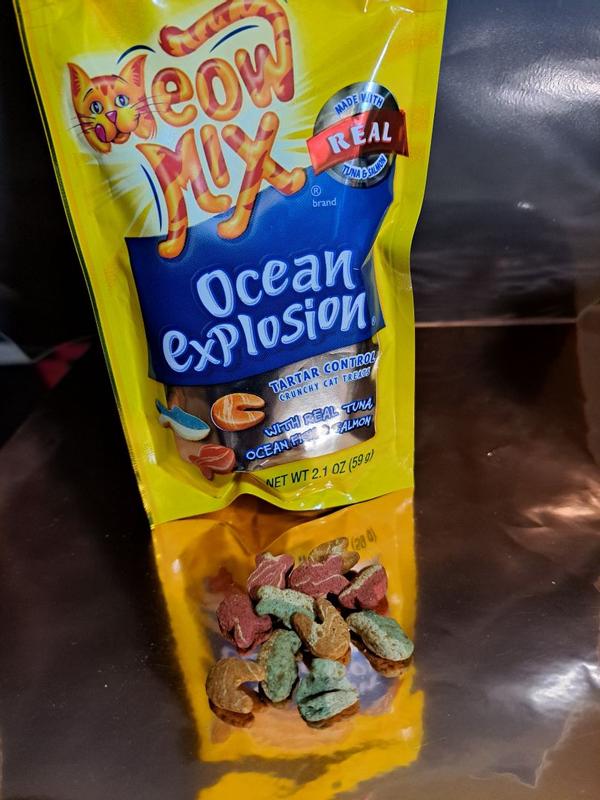 Meow
Mix
®
brand
MADE WITH
REAL
TUNA & SALMON
Ocean
explosion
TARTAR CONTROL
CRUNCHY CAT TREATS
WITH REAL TUNA,
OCEAN FISH & SALMON
NET WT 2.1 OZ (59 g)